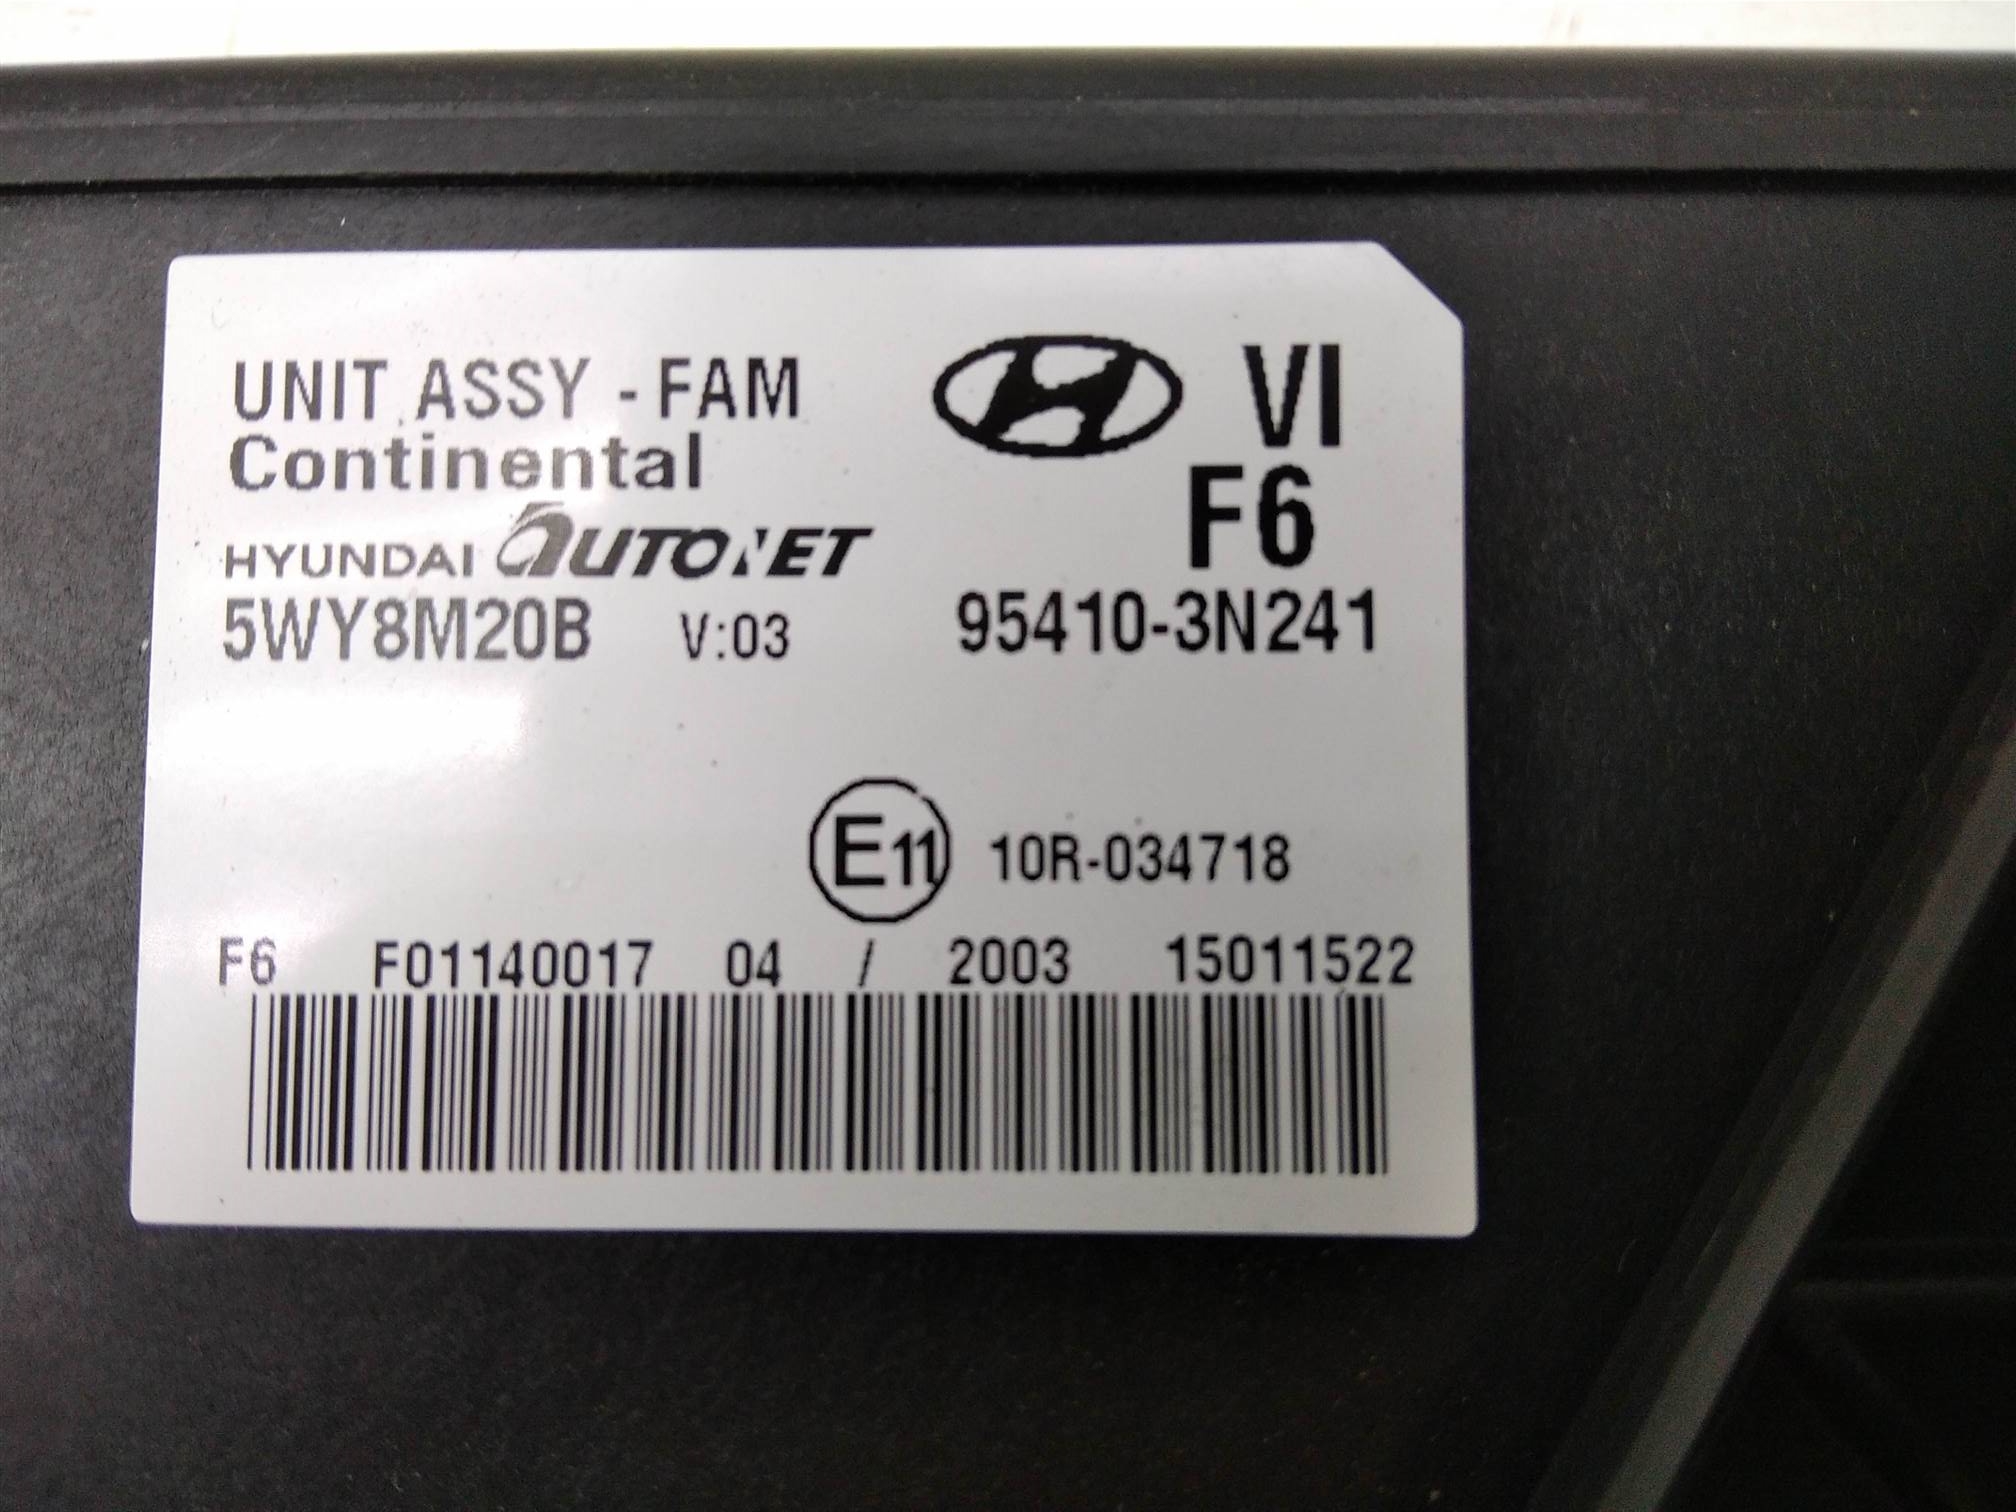 UNIT ASSY - FAM
Continental
HYUNDAI AUTONET
5WY8M20B V:03
VI
F6
95410-3N241
E11 10R-034718
F6 F01140017 04 / 2003 15011522